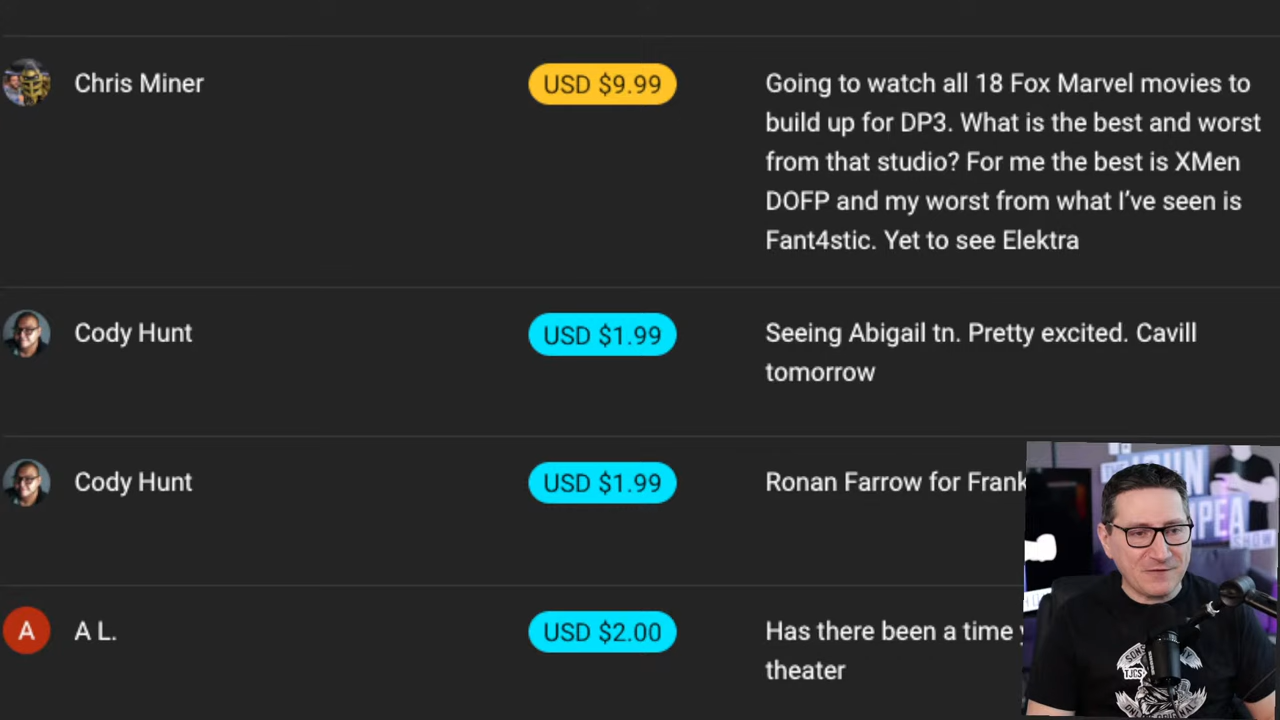 Chris Miner
USD $9.99
Going to watch all 18 Fox Marvel movies to
build up for DP3. What is the best and worst
from that studio? For me the best is XMen
DOFP and my worst from what I’ve seen is
Fant4stic. Yet to see Elektra
Cody Hunt
USD $1.99
Seeing Abigail tn. Pretty excited. Cavill
tomorrow
Cody Hunt
USD $1.99
Ronan Farrow for Frank
A
A L.
USD $2.00
Has there been a time
theater
TJCS